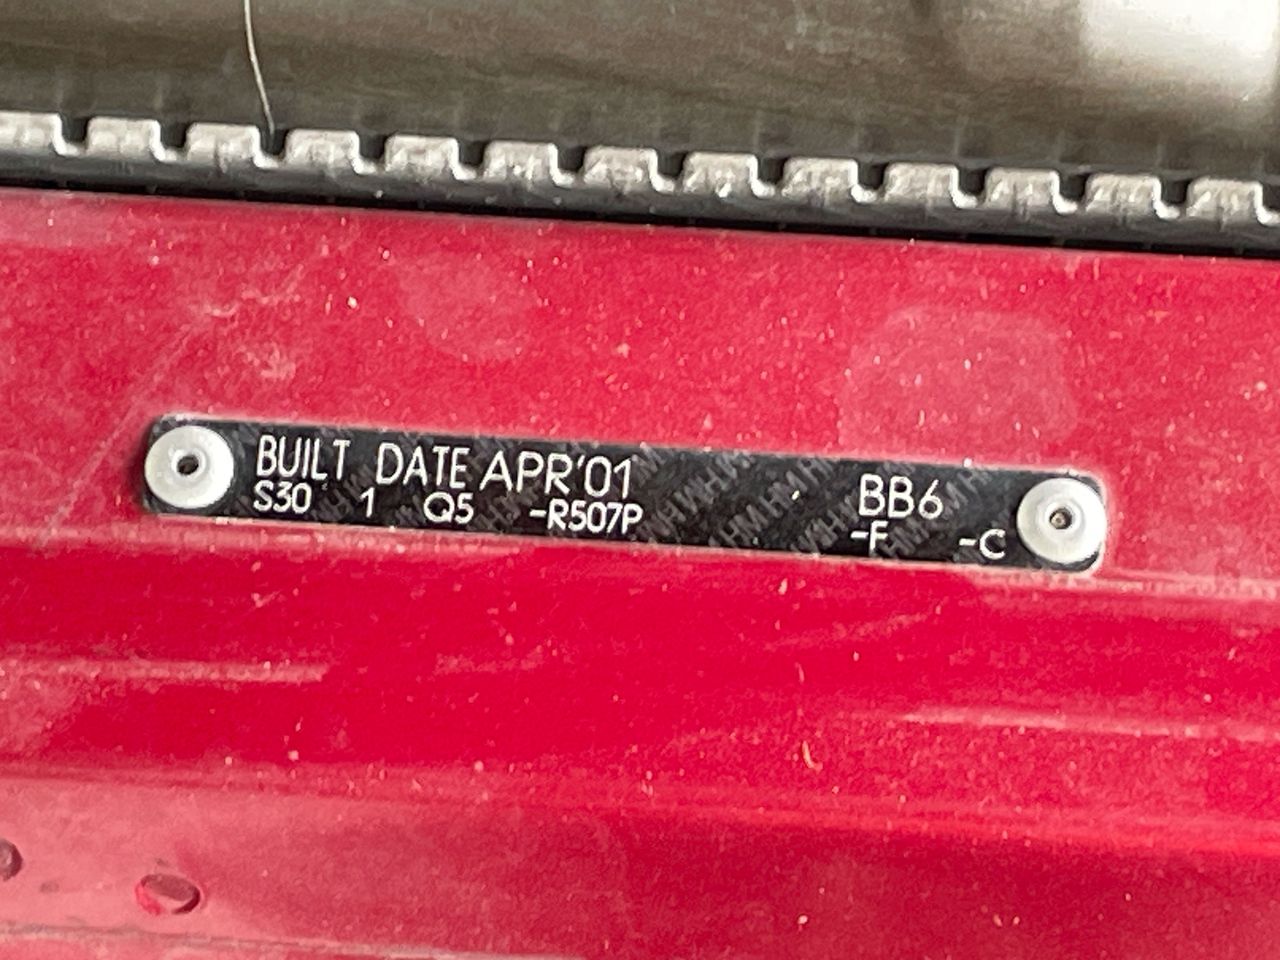 BUILT DATE APR'01 BB6
S30 1 Q5 -R507P -F -C